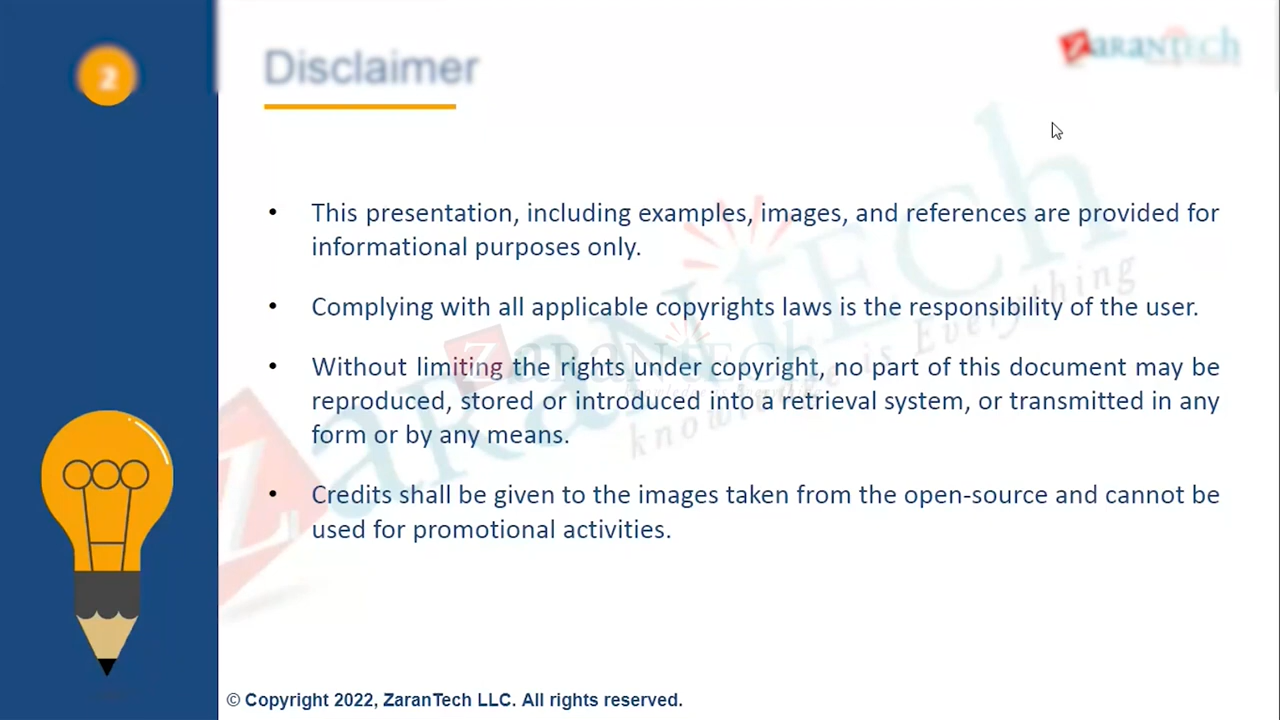 2
Disclaimer
ZaranTech
• This presentation, including examples, images, and references are provided for
informational purposes only.
• Complying with all applicable copyrights laws is the responsibility of the user.
• Without limiting the rights under copyright, no part of this document may be
reproduced, stored or introduced into a retrieval system, or transmitted in any
form or by any means.
• Credits shall be given to the images taken from the open-source and cannot be
used for promotional activities.
ZaranTech
knowledge is Everything
© Copyright 2022, ZaranTech LLC. All rights reserved.